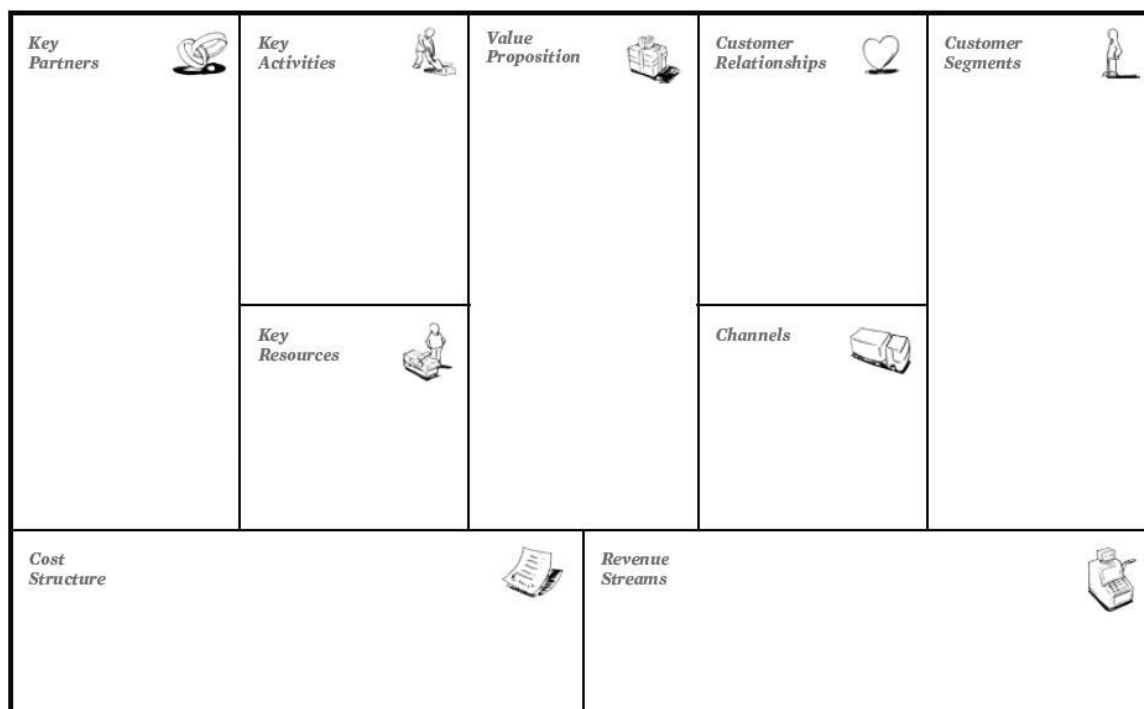 Key
Partners
Key
Activities
Value
Proposition
Customer
Relationships
Customer
Segments
Key
Resources
Channels
Cost
Structure
Revenue
Streams